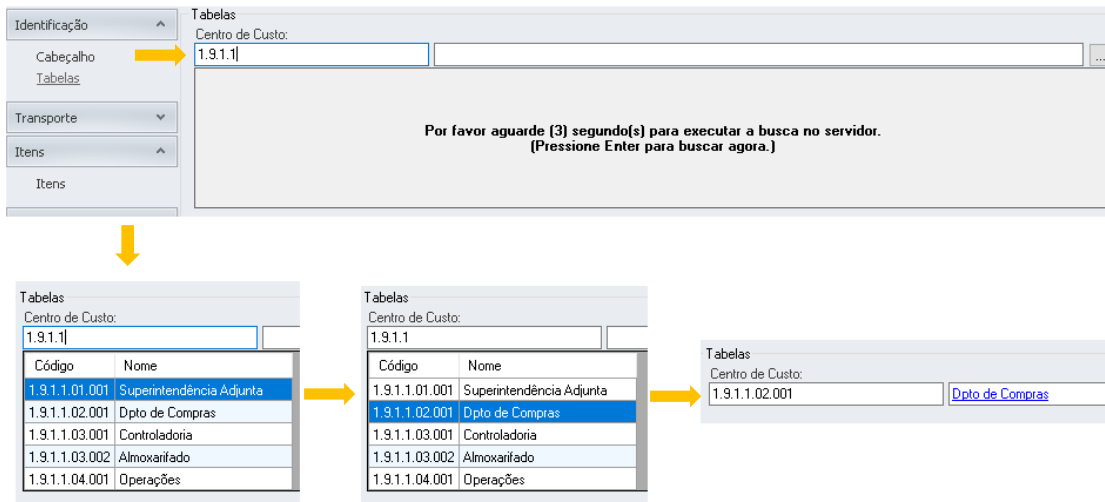 Identificação
Cabeçalho
Tabelas
Transporte
Itens
Itens
Tabelas
Centro de Custo:
1.9.1.1
...
Por favor aguarde (3) segundo(s) para executar a busca no servidor.
(Pressione Enter para buscar agora.)
Tabelas
Centro de Custo:
1.9.1.1
Código Nome
1.9.1.1.01.001 Superintendência Adjunta
1.9.1.1.02.001 Dpto de Compras
1.9.1.1.03.001 Controladoria
1.9.1.1.03.002 Almoxarifado
1.9.1.1.04.001 Operações
Tabelas
Centro de Custo:
1.9.1.1
Código Nome
1.9.1.1.01.001 Superintendência Adjunta
1.9.1.1.02.001 Dpto de Compras
1.9.1.1.03.001 Controladoria
1.9.1.1.03.002 Almoxarifado
1.9.1.1.04.001 Operações
Tabelas
Centro de Custo:
1.9.1.1.02.001 Dpto de Compras